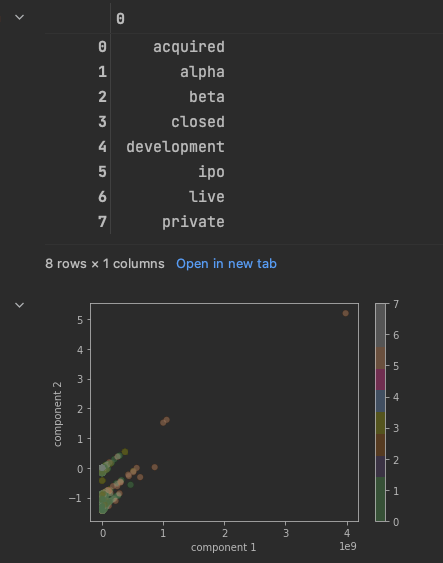 0
0 acquired
1 alpha
2 beta
3 closed
4 development
5 ipo
6 live
7 private
8 rows × 1 columns Open in new tab
component 2
5
4
3
2
1
0
−1
0 1 2 3 4
1e9
component 1
7
6
5
4
3
2
1
0